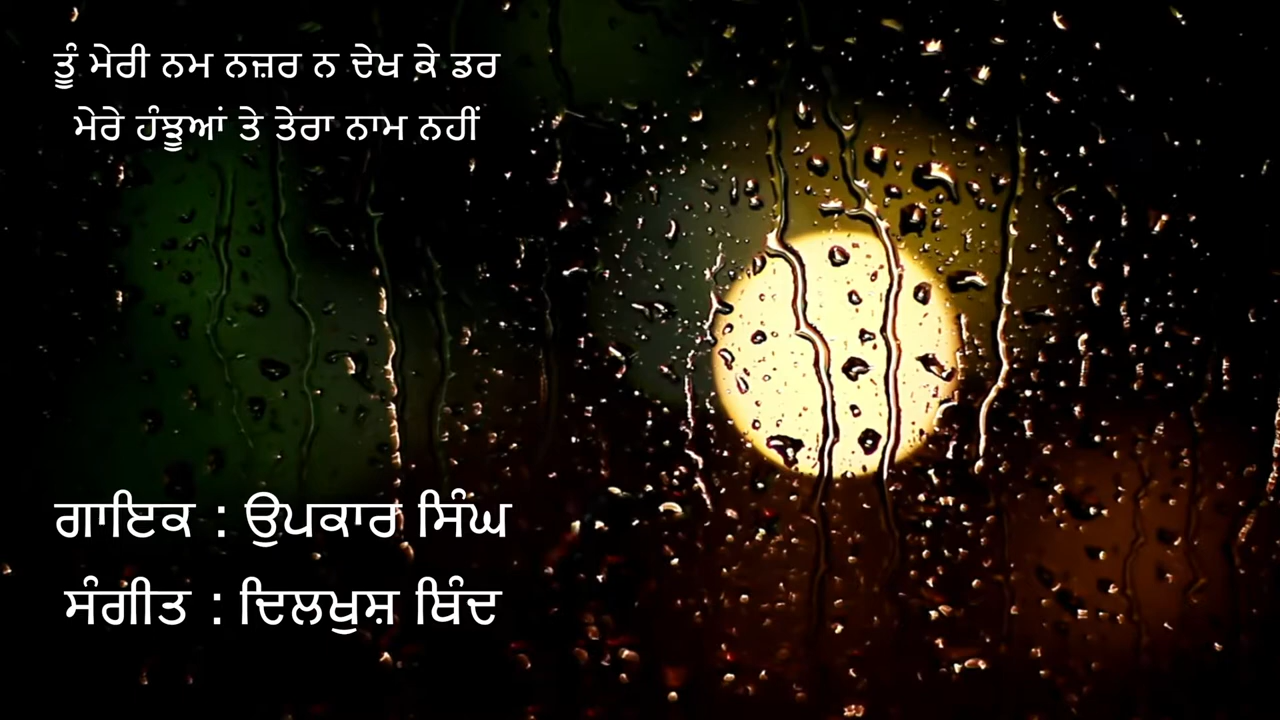 ਤੂੰ ਮੇਰੀ ਨਮ ਨਜ਼ਰ ਨ ਦੇਖ ਕੇ ਡਰ
ਮੇਰੇ ਹੰਝੂਆਂ ਤੇ ਤੇਰਾ ਨਾਮ ਨਹੀਂ
ਗਾਇਕ : ਉਪਕਾਰ ਸਿੰਘ
ਸੰਗੀਤ : ਦਿਲਖੁਸ਼ ਥਿੰਦ